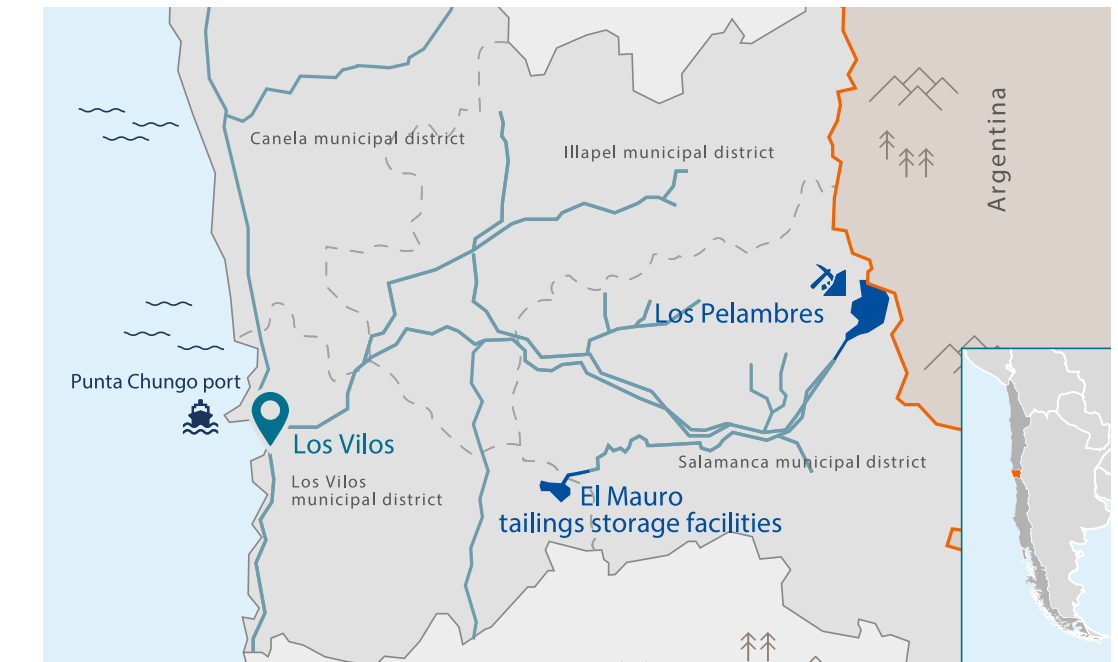 Canela municipal district
Illapel municipal district
Argentina
Los Pelambres
Punta Chungo port
Los Vilos
Los Vilos
municipal district
Salamanca municipal district
El Mauro
tailings storage facilities